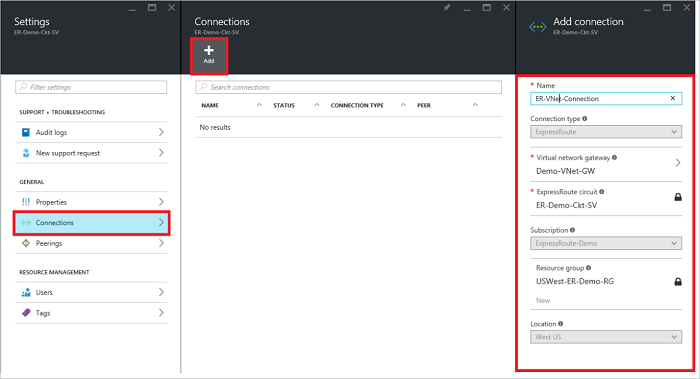 Settings
ER-Demo-Ckt-SV
Filter settings
SUPPORT + TROUBLESHOOTING
Audit logs
New support request
GENERAL
Properties
Connections
Peerings
RESOURCE MANAGEMENT
Users
Tags
Connections
ER-Demo-Ckt-SV
Add
Search connections
NAME STATUS CONNECTION TYPE PEER
No results
Add connection
ER-Demo-Ckt-SV
* Name
ER-VNet-Connection
Connection type
ExpressRoute
* Virtual network gateway
Demo-VNet-GW
* ExpressRoute circuit
ER-Demo-Ckt-SV
Subscription
ExpressRoute-Demo
Resource group
USWest-ER-Demo-RG
New
Location
West US